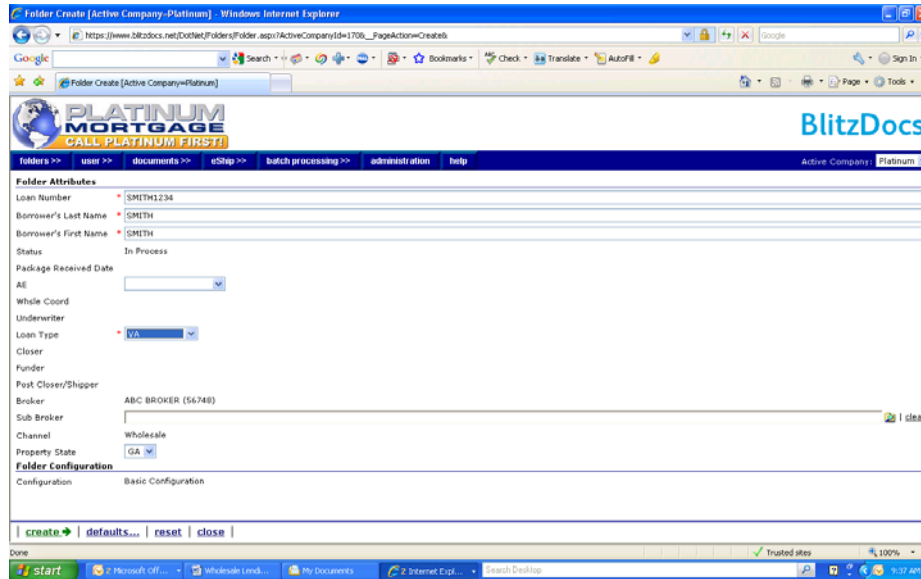 Folder Create [Active Company=Platinum] - Windows Internet Explorer
https://www.blitzdocs.net/DotNet/Folders/Folder.aspx?ActiveCompanyId=170&__PageAction=Create&
Google
Google Search Bookmarks Check Translate AutoFill Sign In
Folder Create [Active Company=Platinum] Page Tools
PLATINUM
MORTGAGE
CALL PLATINUM FIRST!
BlitzDocs
folders >> user >> documents >> eShip >> batch processing >> administration help Active Company: Platinum
Folder Attributes
Loan Number * SMITH1234
Borrower's Last Name * SMITH
Borrower's First Name * SMITH
Status In Process
Package Received Date
AE
Whsle Coord
Underwriter
Loan Type * VA
Closer
Funder
Post Closer/Shipper
Broker ABC BROKER (56748)
Sub Broker | clea
Channel Wholesale
Property State GA
Folder Configuration
Configuration Basic Configuration
| create | defaults... | reset | close |
Done Trusted sites 100%
start 2 Microsoft Off... Wholesale Lendi... My Documents 2 Internet Expl... Search Desktop 9:37 AM